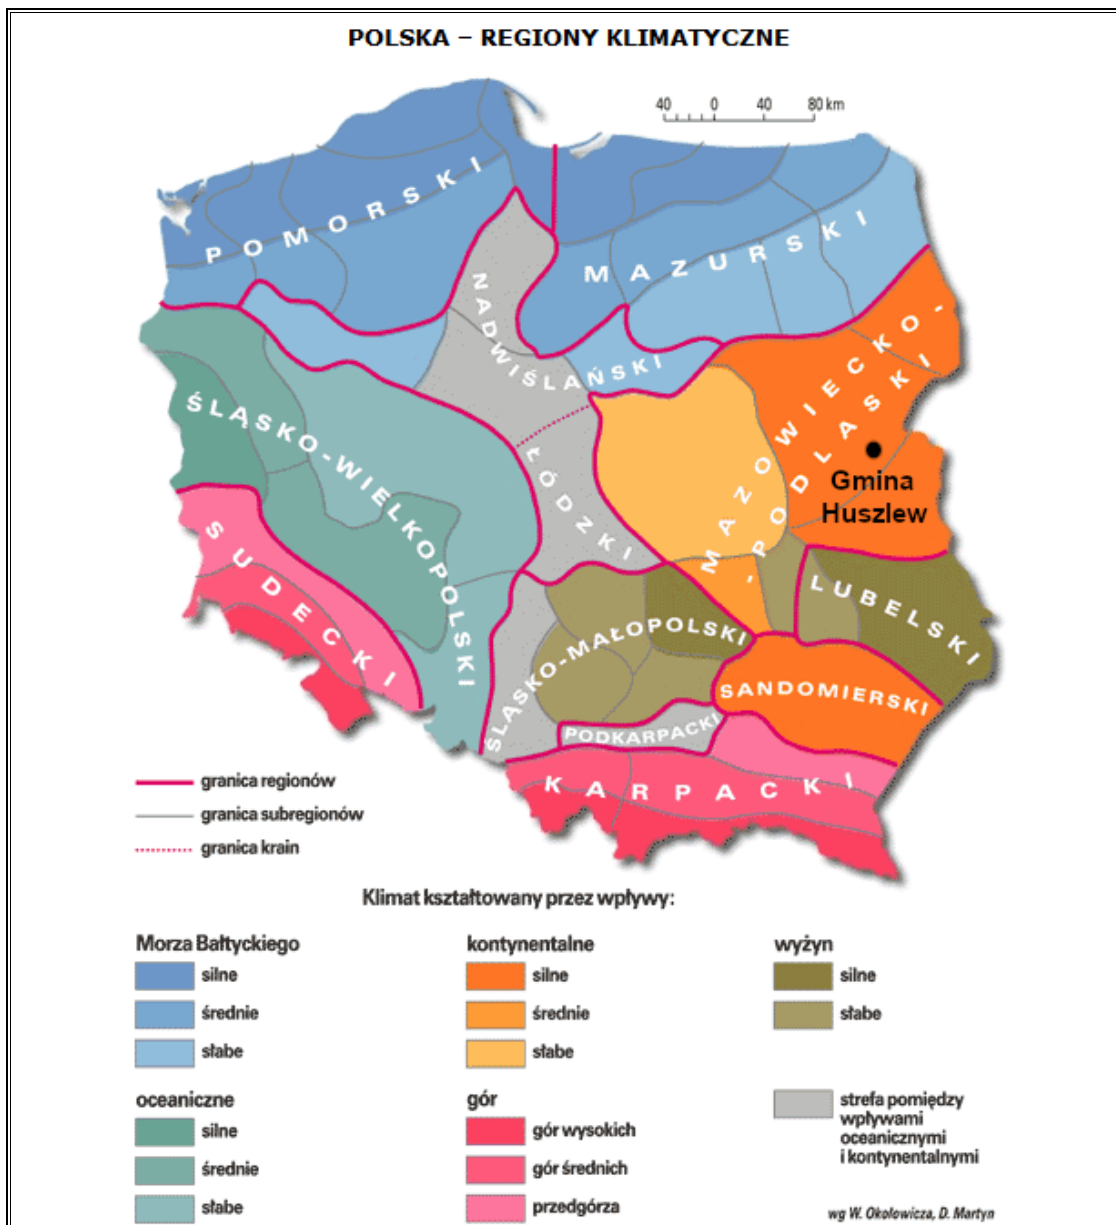 POLSKA – REGIONY KLIMATYCZNE
40 0 40 80 km
POMORSKI
MAZURSKI
NADWIŚLAŃSKI
MAZOWIECKO-
-PODLASKI
ŚLĄSKO-WIELKOPOLSKI
ŁÓDZKI
Gmina
Huszlew
SUDECKI
LUBELSKI
ŚLĄSKO-MAŁOPOLSKI
SANDOMIERSKI
PODKARPACKI
KARPACKI
granica regionów
granica subregionów
granica krain
Klimat kształtowany przez wpływy:
Morza Bałtyckiego
silne
średnie
słabe
kontynentalne
silne
średnie
słabe
wyżyn
silne
słabe
oceaniczne
silne
średnie
słabe
gór
gór wysokich
gór średnich
przedgórza
strefa pomiędzy
wpływami
oceanicznymi
i kontynentalnymi
wg W. Okołowicza, D. Martyn